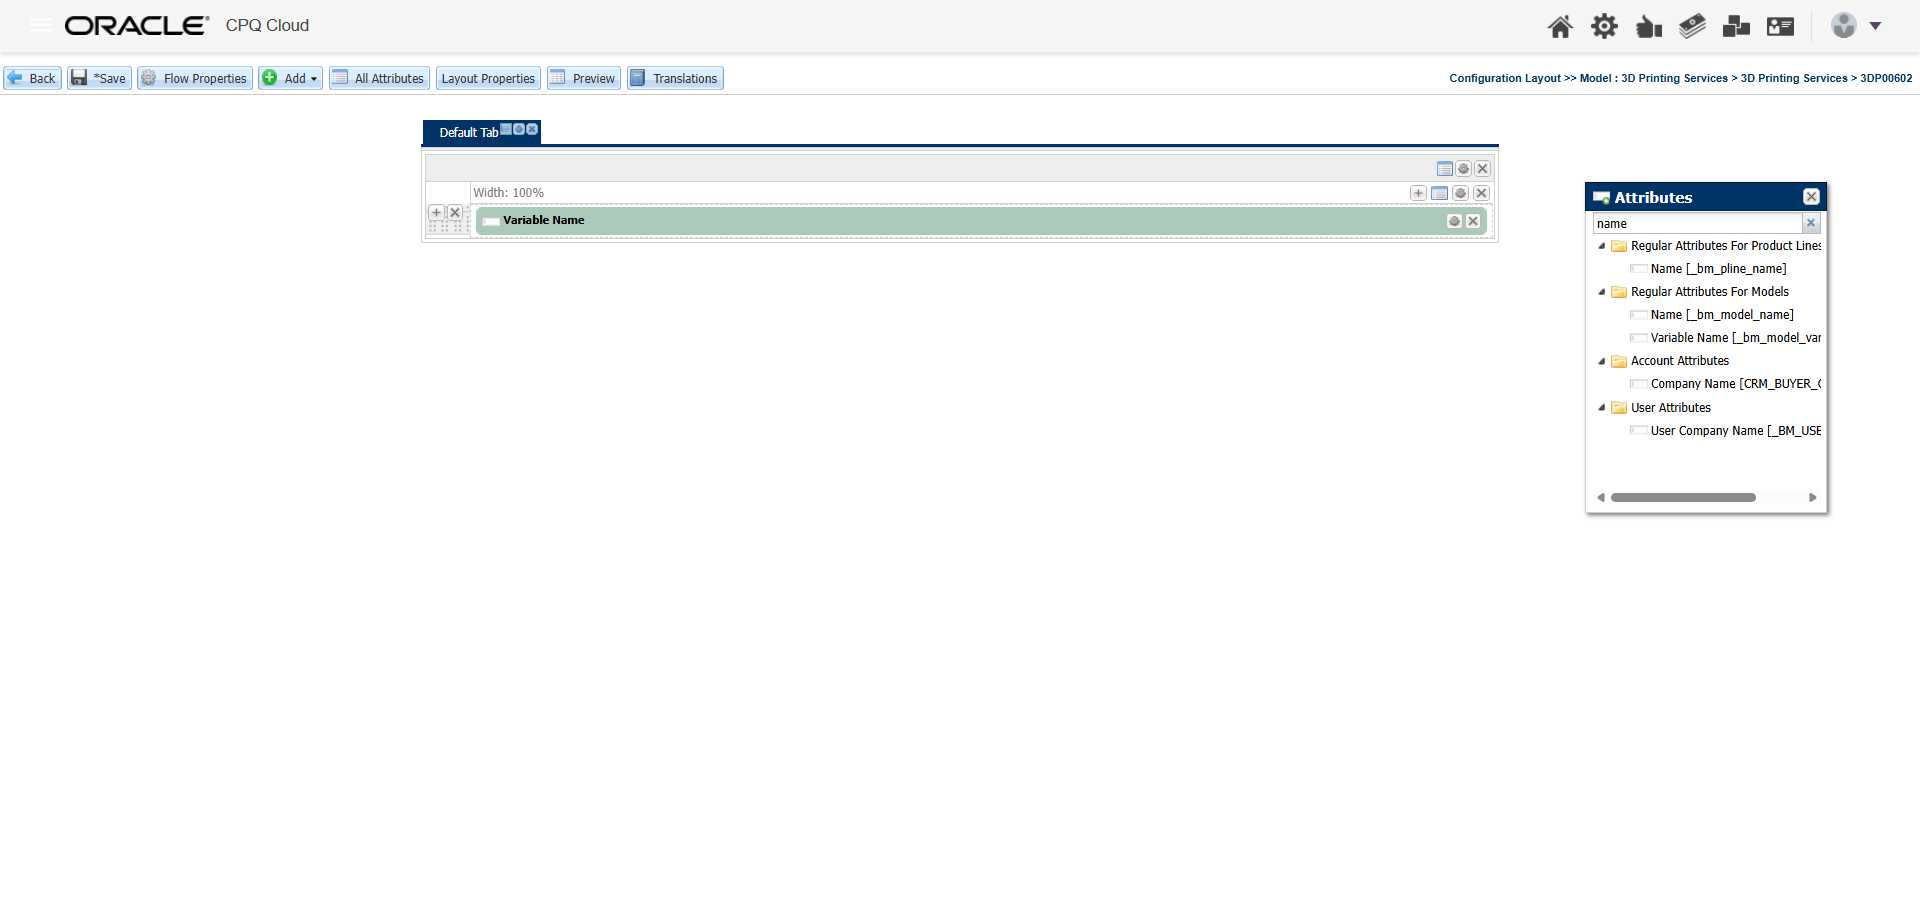 ORACLE® CPQ Cloud
Back *Save Flow Properties Add All Attributes Layout Properties Preview Translations
Configuration Layout >> Model : 3D Printing Services > 3D Printing Services > 3DP00602
Default Tab
Width: 100%
Variable Name
Attributes
name
Regular Attributes For Product Lines
Name [_bm_pline_name]
Regular Attributes For Models
Name [_bm_model_name]
Variable Name [_bm_model_var
Account Attributes
Company Name [CRM_BUYER_
User Attributes
User Company Name [_BM_USE